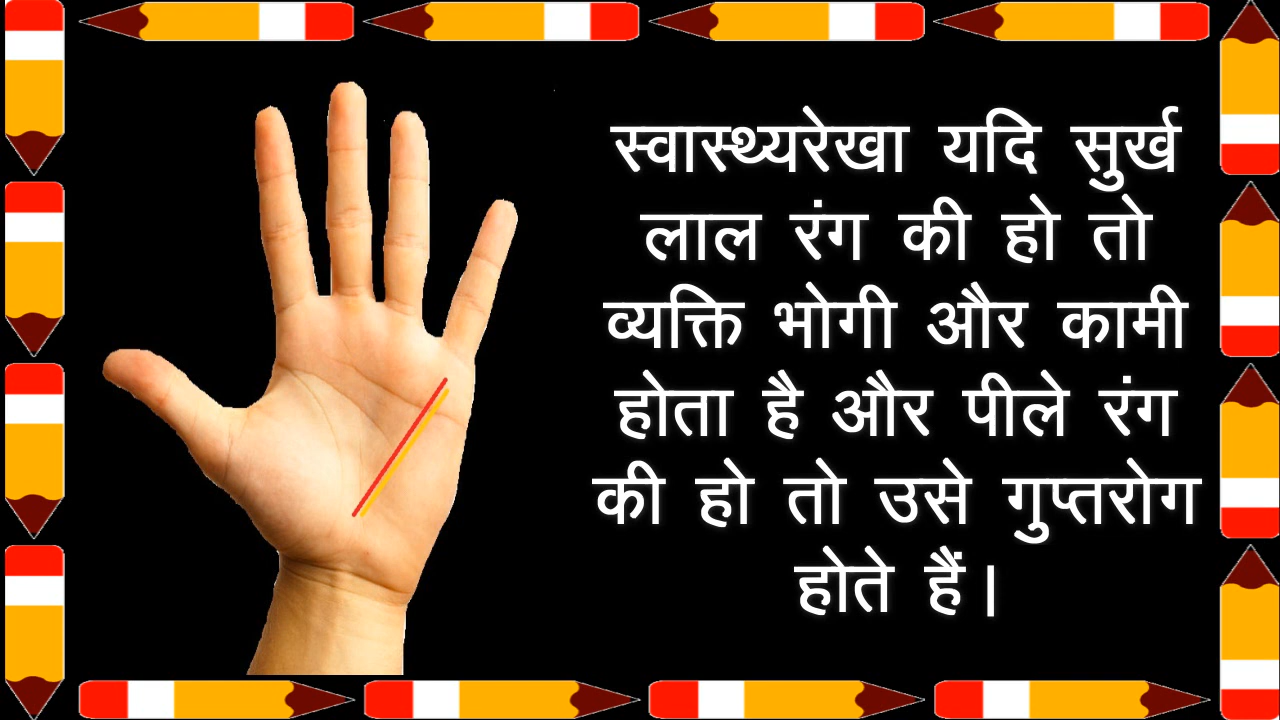 स्वास्थ्यरेखा यदि सुर्ख
लाल रंग की हो तो
व्यक्ति भोगी और कामी
होता है और पीले रंग
की हो तो उसे गुप्तरोग
होते हैं।